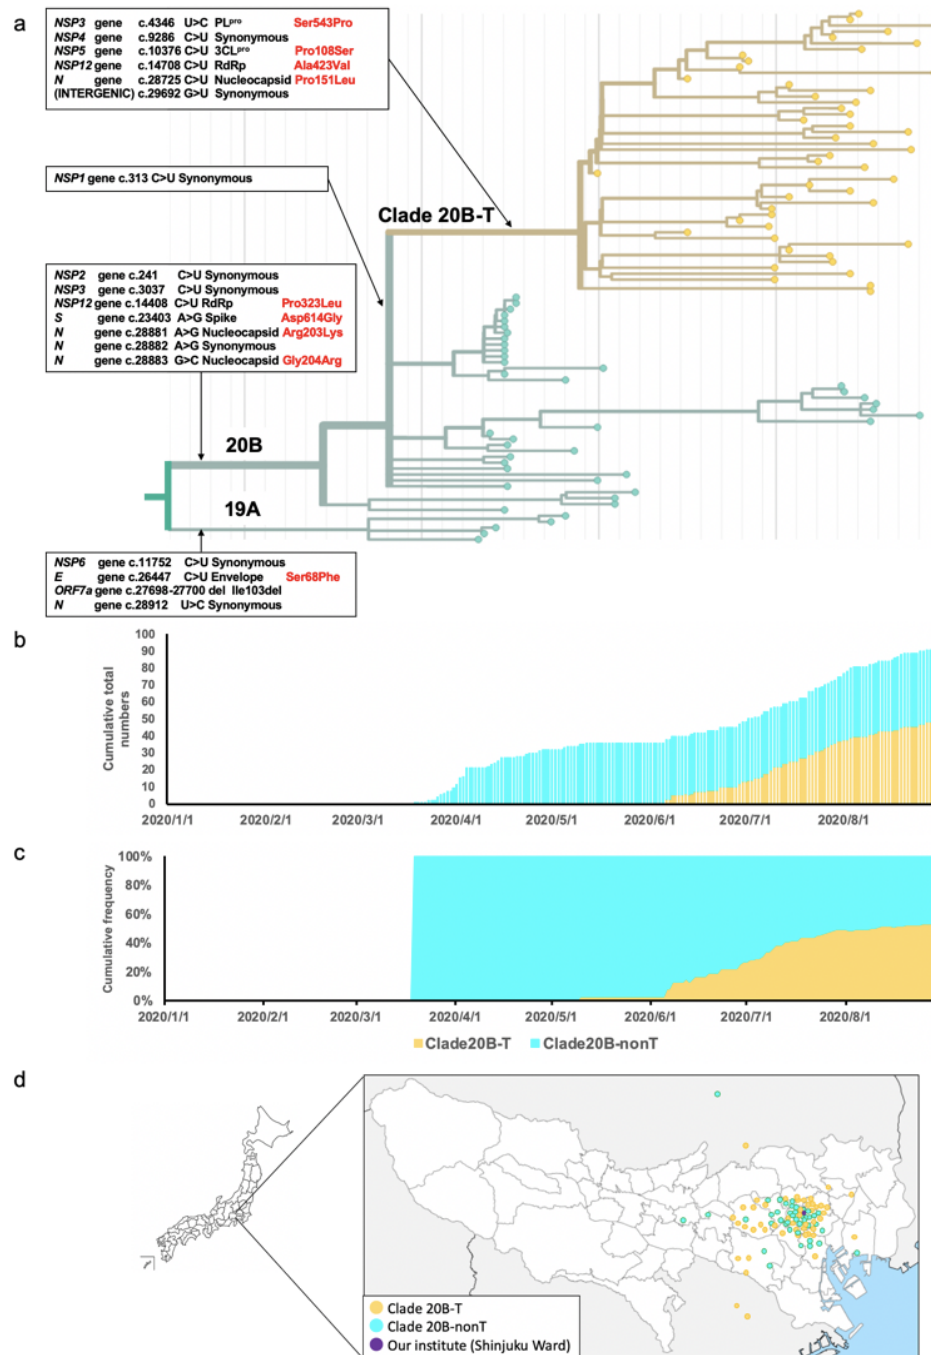 a
NSP3 gene c.4346 U>C PLpro Ser543Pro
NSP4 gene c.9286 C>U Synonymous
NSP5 gene c.10376 C>U 3CLpro Pro108Ser
NSP12 gene c.14708 C>U RdRp Ala423Val
N gene c.28725 C>U Nucleocapsid Pro151Leu
(INTERGENIC) c.29692 G>U Synonymous
NSP1 gene c.313 C>U Synonymous
Clade 20B-T
NSP2 gene c.241 C>U Synonymous
NSP3 gene c.3037 C>U Synonymous
NSP12 gene c.14408 C>U RdRp Pro323Leu
S gene c.23403 A>G Spike Asp614Gly
N gene c.28881 A>G Nucleocapsid Arg203Lys
N gene c.28882 A>G Synonymous
N gene c.28883 G>C Nucleocapsid Gly204Arg
20B
19A
NSP6 gene c.11752 C>U Synonymous
E gene c.26447 C>U Envelope Ser68Phe
ORF7a gene c.27698-27700 del Ile103del
N gene c.28912 U>C Synonymous
b
Cumulative total numbers
100
90
80
70
60
50
40
30
20
10
0
2020/1/1 2020/2/1 2020/3/1 2020/4/1 2020/5/1 2020/6/1 2020/7/1 2020/8/1
c
Cumulative frequency
100%
80%
60%
40%
20%
0%
2020/1/1 2020/2/1 2020/3/1 2020/4/1 2020/5/1 2020/6/1 2020/7/1 2020/8/1
Clade20B-T Clade20B-nonT
d
Clade 20B-T
Clade 20B-nonT
Our institute (Shinjuku Ward)